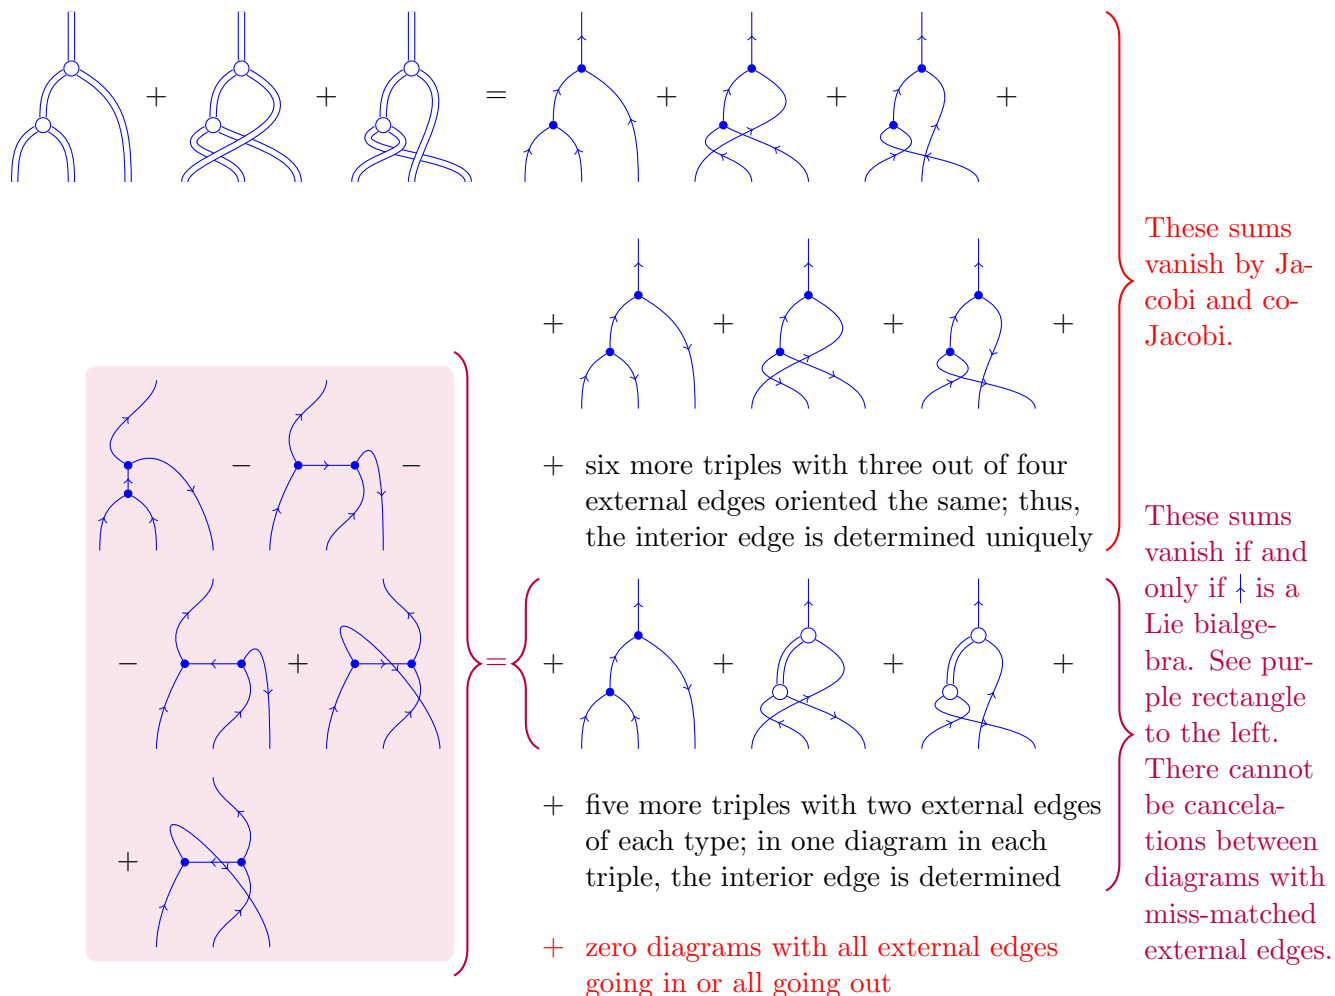 + + = + + +
These sums
vanish by Ja-
cobi and co-
Jacobi.
+ + + +
+ six more triples with three out of four
external edges oriented the same; thus,
the interior edge is determined uniquely
− −
− +
+
=
+ + + +
+ five more triples with two external edges
of each type; in one diagram in each
triple, the interior edge is determined
+ zero diagrams with all external edges
going in or all going out
These sums
vanish if and
only if is a
Lie bialge-
bra. See pur-
ple rectangle
to the left.
There cannot
be cancela-
tions between
diagrams with
miss-matched
external edges.